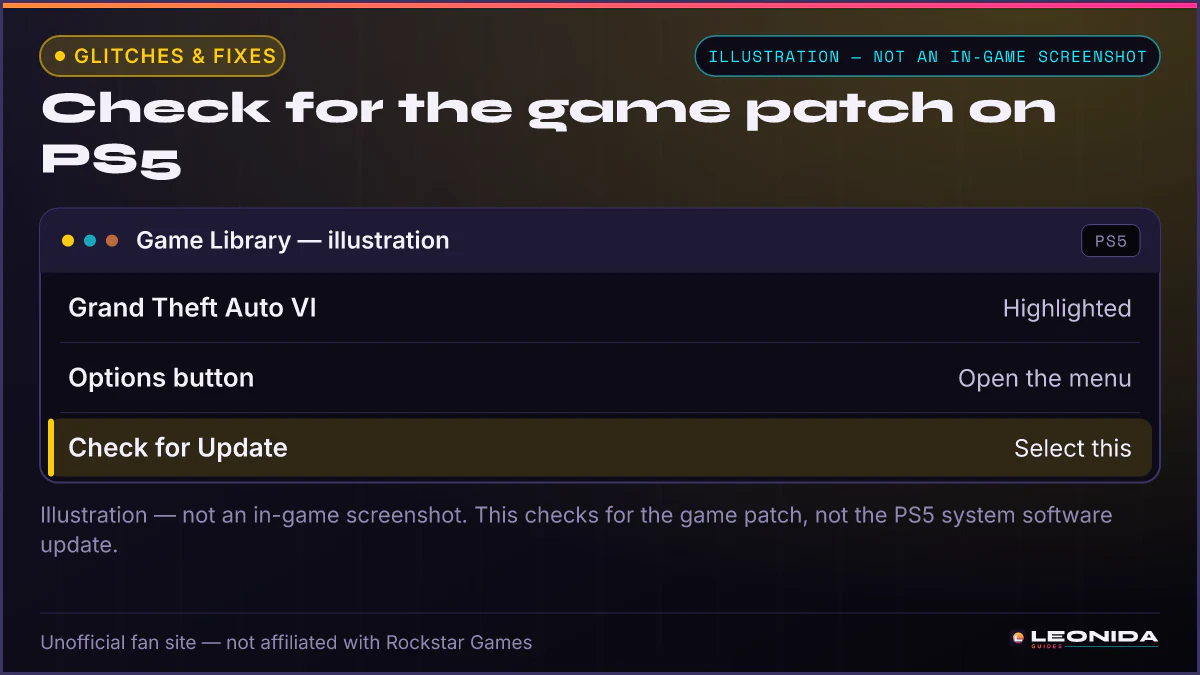 GLITCHES & FIXES
ILLUSTRATION — NOT AN IN-GAME SCREENSHOT
Check for the game patch on
PS5
Game Library — illustration
PS5
Grand Theft Auto VI
Highlighted
Options button
Open the menu
Check for Update
Select this
Illustration — not an in-game screenshot. This checks for the game patch, not the PS5 system software
update.
Unofficial fan site — not affiliated with Rockstar Games
LEONIDA
GUIDES